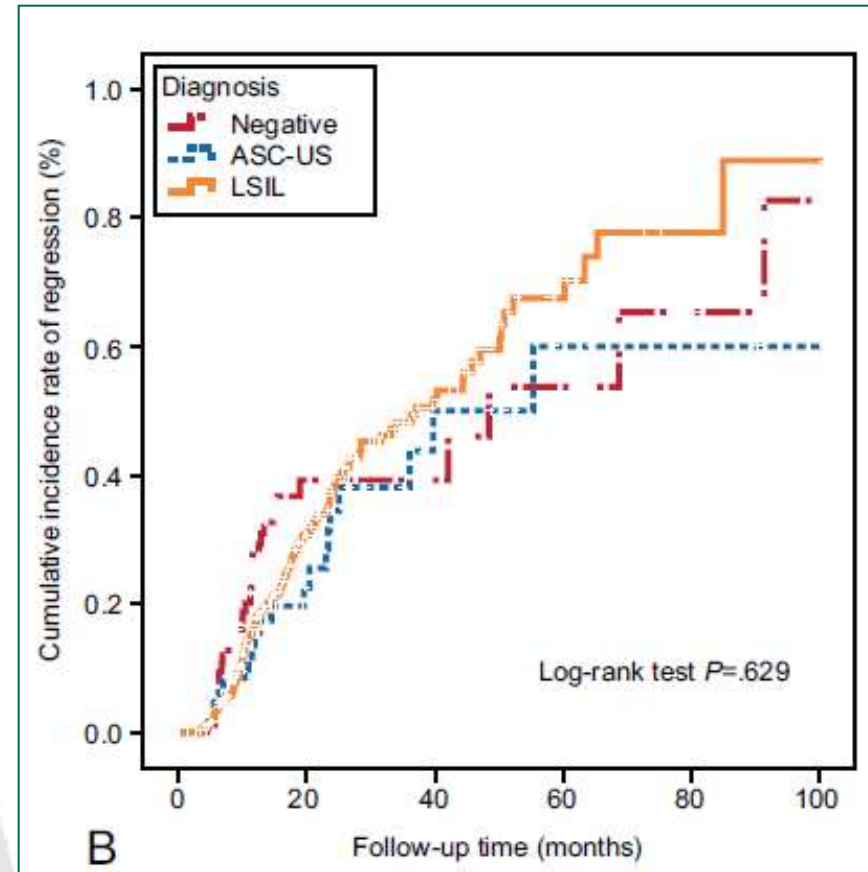 Diagnosis
Negative
ASC-US
LSIL
Cumulative incidence rate of regression (%)
1.0
0.8
0.6
0.4
0.2
0.0
Log-rank test P=.629
0 20 40 60 80 100
Follow-up time (months)
B